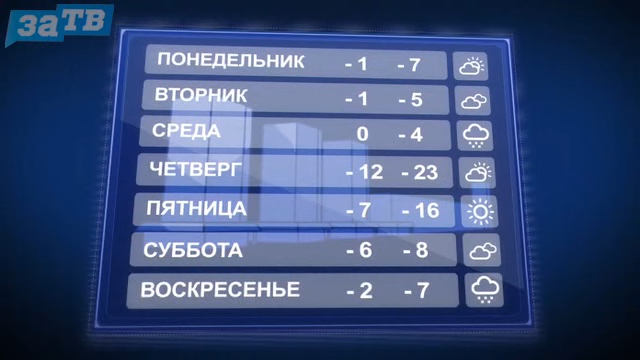 заТВ
ПОНЕДЕЛЬНИК - 1 - 7
ВТОРНИК - 1 - 5
СРЕДА 0 - 4
ЧЕТВЕРГ - 12 - 23
ПЯТНИЦА - 7 - 16
СУББОТА - 6 - 8
ВОСКРЕСЕНЬЕ - 2 - 7